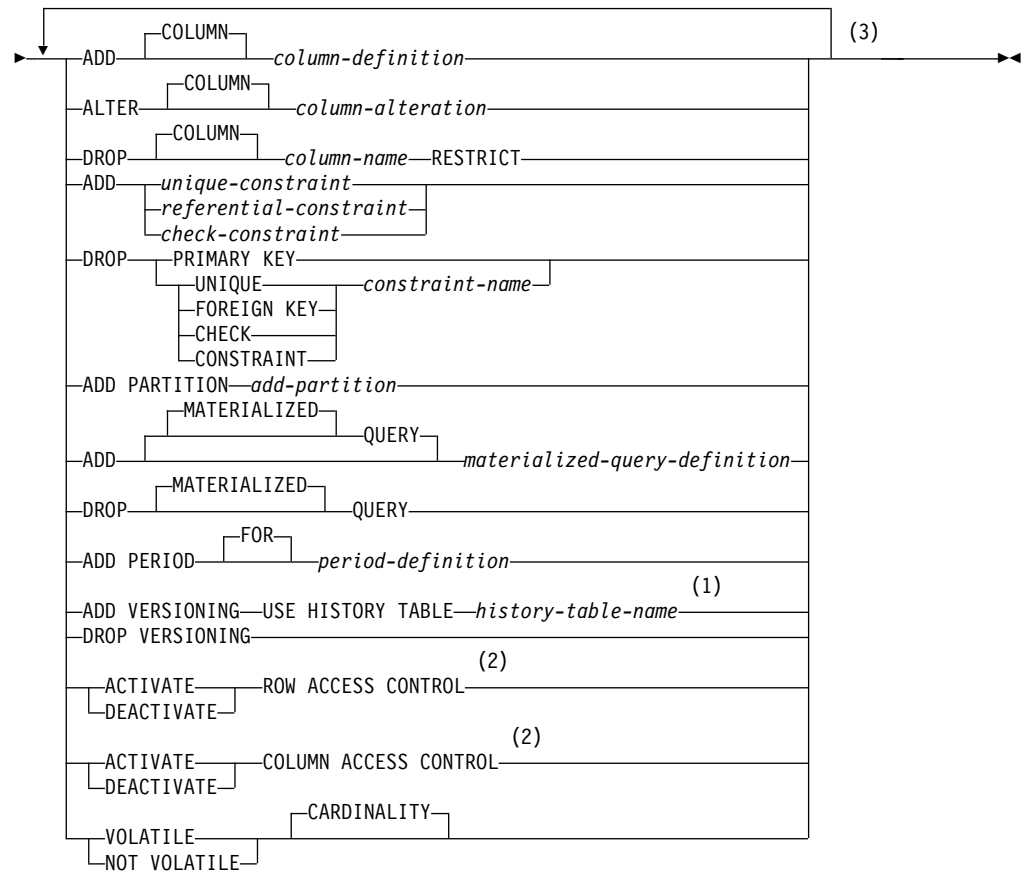 COLUMN (3)
ADD column-definition
COLUMN
ALTER column-alteration
COLUMN
DROP column-name RESTRICT
ADD unique-constraint
referential-constraint
check-constraint
DROP PRIMARY KEY
UNIQUE constraint-name
FOREIGN KEY
CHECK
CONSTRAINT
ADD PARTITION add-partition
MATERIALIZED
QUERY
ADD materialized-query-definition
MATERIALIZED
DROP QUERY
FOR
ADD PERIOD period-definition
(1)
ADD VERSIONING USE HISTORY TABLE history-table-name
DROP VERSIONING
(2)
ACTIVATE ROW ACCESS CONTROL
DEACTIVATE
(2)
ACTIVATE COLUMN ACCESS CONTROL
DEACTIVATE
CARDINALITY
VOLATILE
NOT VOLATILE